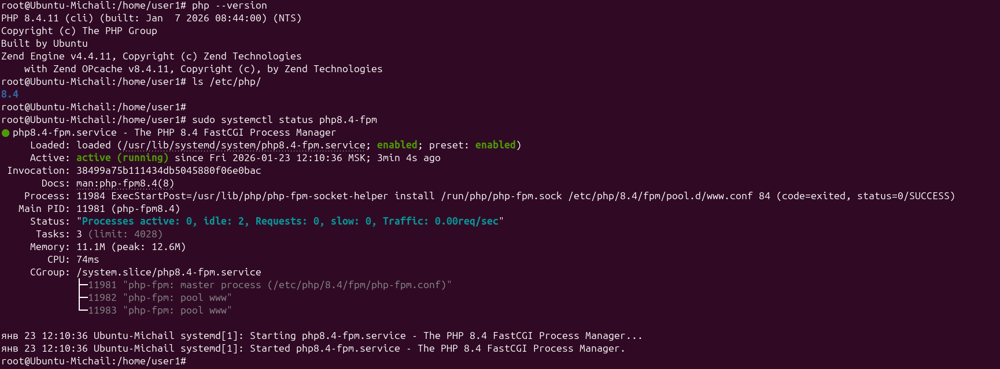 root@Ubuntu-Michail:/home/user1# php --version
PHP 8.4.11 (cli) (built: Jan  7 2026 08:44:00) (NTS)
Copyright (c) The PHP Group
Built by Ubuntu
Zend Engine v4.4.11, Copyright (c) Zend Technologies
    with Zend OPcache v8.4.11, Copyright (c), by Zend Technologies
root@Ubuntu-Michail:/home/user1# ls /etc/php/
8.4
root@Ubuntu-Michail:/home/user1#
root@Ubuntu-Michail:/home/user1# sudo systemctl status php8.4-fpm
● php8.4-fpm.service - The PHP 8.4 FastCGI Process Manager
     Loaded: loaded (/usr/lib/systemd/system/php8.4-fpm.service; enabled; preset: enabled)
     Active: active (running) since Fri 2026-01-23 12:10:36 MSK; 3min 4s ago
 Invocation: 38499a75b111434db5045880f06e0bac
       Docs: man:php-fpm8.4(8)
    Process: 11984 ExecStartPost=/usr/lib/php/php-fpm-socket-helper install /run/php/php-fpm.sock /etc/php/8.4/fpm/pool.d/www.conf 84 (code=exited, status=0/SUCCESS)
   Main PID: 11981 (php-fpm8.4)
     Status: "Processes active: 0, idle: 2, Requests: 0, slow: 0, Traffic: 0.00req/sec"
      Tasks: 3 (limit: 4028)
     Memory: 11.1M (peak: 12.6M)
        CPU: 74ms
     CGroup: /system.slice/php8.4-fpm.service
             ├─11981 "php-fpm: master process (/etc/php/8.4/fpm/php-fpm.conf)"
             ├─11982 "php-fpm: pool www"
             └─11983 "php-fpm: pool www"

янв 23 12:10:36 Ubuntu-Michail systemd[1]: Starting php8.4-fpm.service - The PHP 8.4 FastCGI Process Manager...
янв 23 12:10:36 Ubuntu-Michail systemd[1]: Started php8.4-fpm.service - The PHP 8.4 FastCGI Process Manager.
root@Ubuntu-Michail:/home/user1#